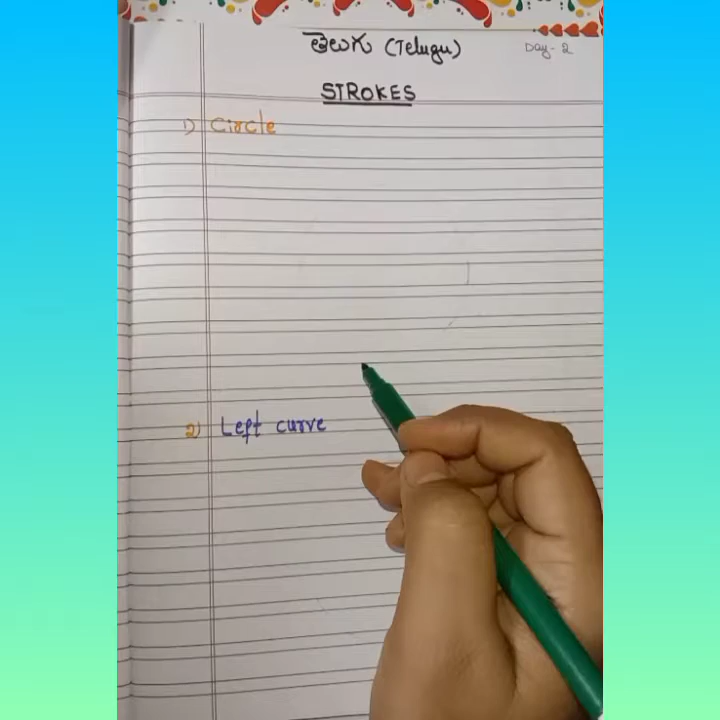 తెలుగు (Telugu)
Day- 2
STROKES
1) Circle
2) Left curve